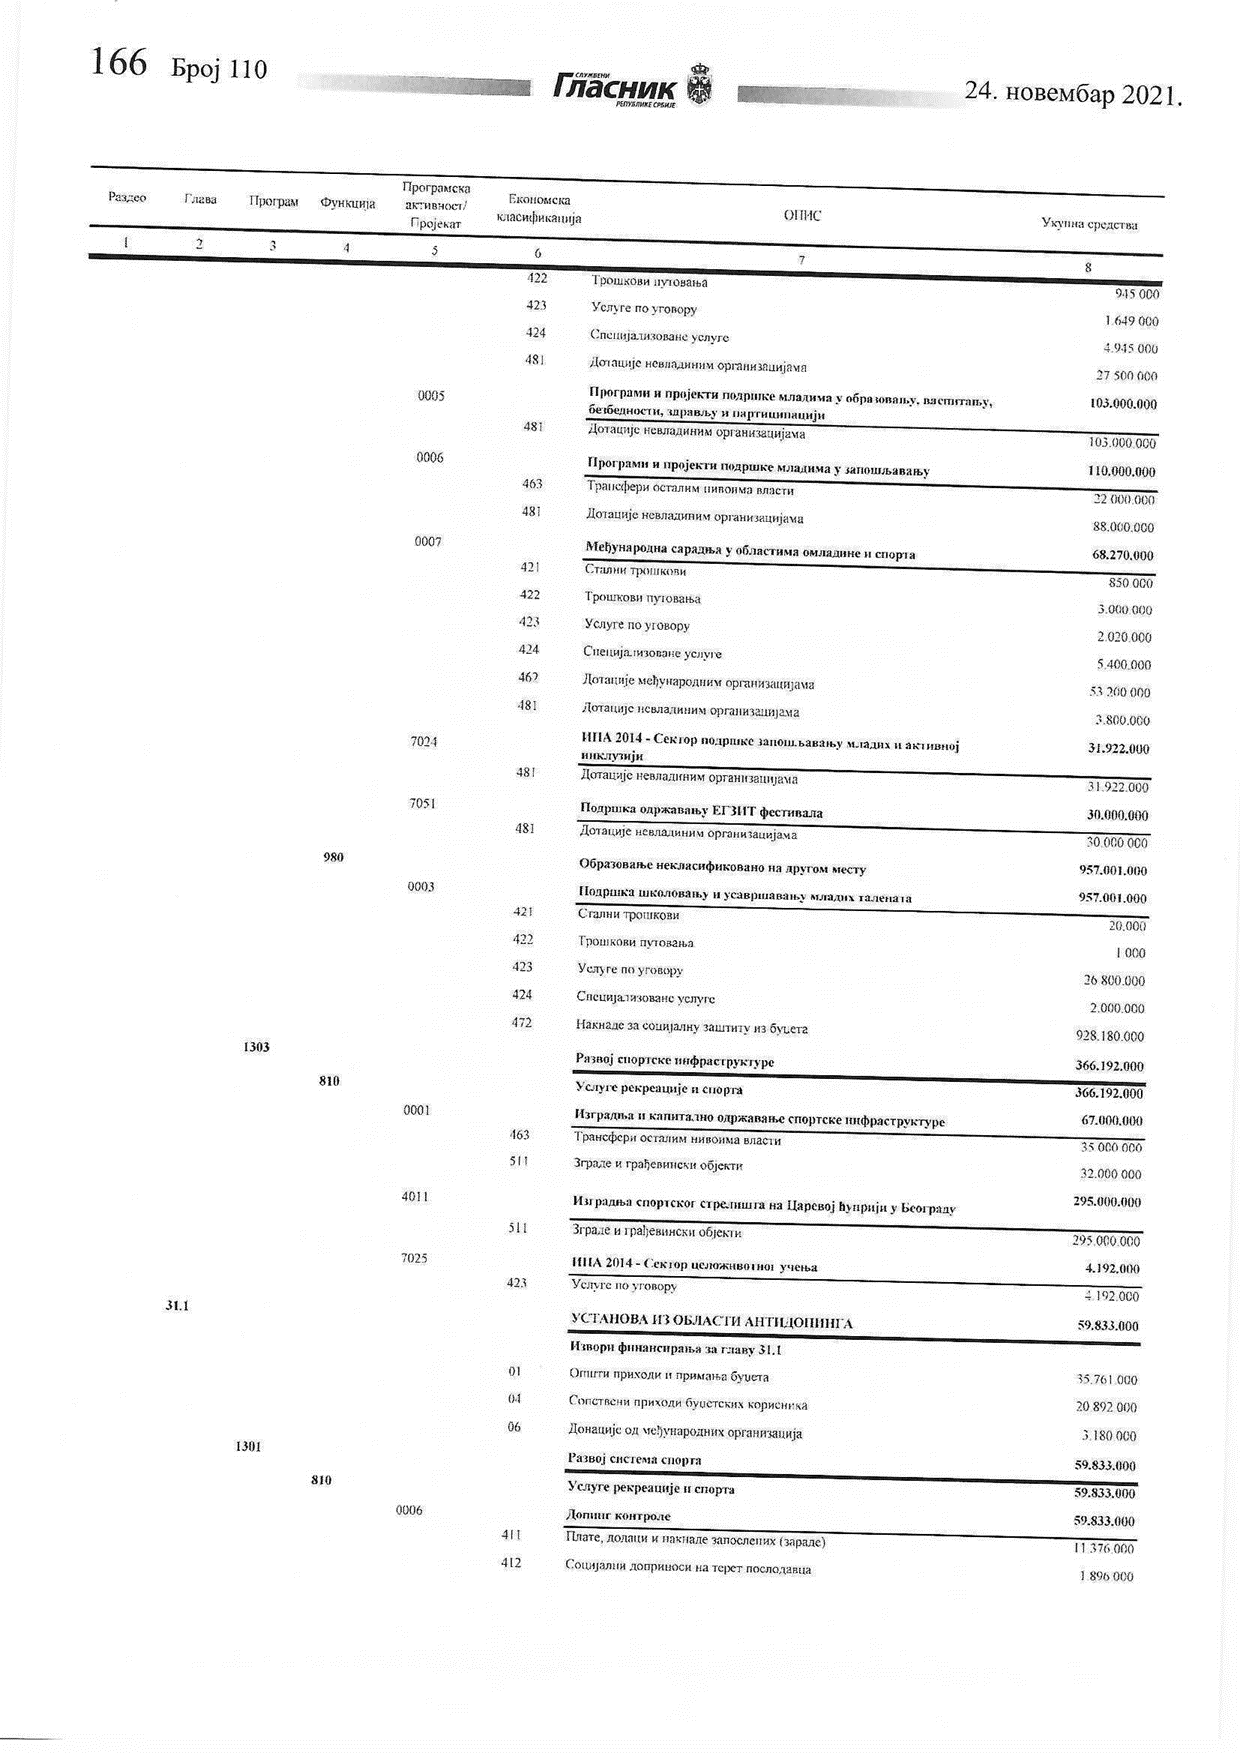 166 Број 110
СЛУЖБЕНИ
Гласник
РЕПУБЛИКЕ СРБИЈЕ
24. новембар 2021.
Раздео Глава Програм Функција Програмска активност/ Пројекат Економска класификација ОПИС Укупна средства
1 2 3 4 5 6 7 8
422 Трошкови путовања 945 000
423 Услуге по уговору 1.649 000
424 Специјализоване услуге 4.945 000
481 Дотације невладиним организацијама 27 500 000
0005 Програми и пројекти подршке младима у образовању, васпитању, 103.000.000
безбедности, здрављу и партиципацији
481 Дотације невладиним организацијама 103.000.000
0006 Програми и пројекти подршке младима у запошљавању 110.000.000
463 Трансфери осталим нивоима власти 22 000.000
481 Дотације невладиним организацијама 88.000.000
0007 Међународна сарадња у областима омладине и спорта 68.270.000
421 Стални трошкови 850 000
422 Трошкови путовања 3.000 000
423 Услуге по уговору 2.020.000
424 Специјализоване услуге 5.400.000
462 Дотације међународним организацијама 53 200 000
481 Дотације невладиним организацијама 3.800.000
7024 ИПА 2014 - Сектор подршке запошљавању младих и активној 31.922.000
инклузији
481 Дотације невладиним организацијама 31.922.000
7051 Подршка одржавању ЕГЗИТ фестивала 30.000.000
481 Дотације невладиним организацијама 30.000 000
980 Образовање некласификовано на другом месту 957.001.000
0003 Подршка школовању и усавршавању младих талената 957.001.000
421 Стални трошкови 20.000
422 Трошкови путовања 1 000
423 Услуге по уговору 26 800.000
424 Специјализоване услуге 2.000.000
472 Накнаде за социјалну заштиту из буџета 928.180.000
1303 Развој спортске инфраструктуре 366.192.000
810 Услуге рекреације и спорта 366.192.000
0001 Изградња и капитално одржавање спортске инфраструктуре 67.000.000
463 Трансфери осталим нивоима власти 35 000 000
511 Зграде и грађевински објекти 32.000 000
4011 Изградња спортског стрелишта на Царевој ћуприји у Београду 295.000.000
511 Зграде и грађевински објекти 295.000.000
7025 ИПА 2014 - Сектор целоживотног учења 4.192.000
423 Услуге по уговору 4.192.000
31.1 УСТАНОВА ИЗ ОБЛАСТИ АНТИДОПИНГА 59.833.000
Извори финансирања за главу 31.1
01 Општи приходи и примања буџета 35.761.000
04 Сопствени приходи буџетских корисника 20 892 000
06 Донације од међународних организација 3.180 000
1301 Развој система спорта 59.833.000
810 Услуге рекреације и спорта 59.833.000
0006 Допинг контроле 59.833.000
411 Плате, додаци и накнаде запослених (зараде) 11 376 000
412 Социјални доприноси на терет послодавца 1 896 000